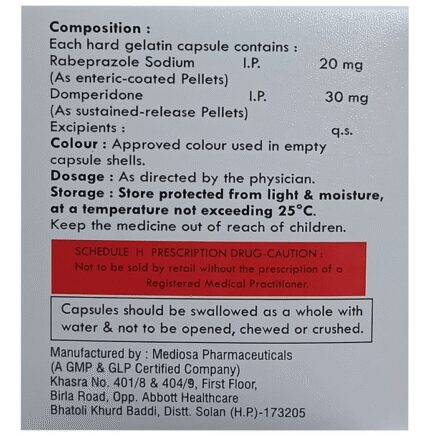 Composition :
Each hard gelatin capsule contains :
Rabeprazole Sodium I.P. 20 mg
(As enteric-coated Pellets)
Domperidone I.P. 30 mg
(As sustained-release Pellets)
Excipients : q.s.
Colour : Approved colour used in empty
capsule shells.
Dosage : As directed by the physician.
Storage : Store protected from light & moisture,
at a temperature not exceeding 25°C.
Keep the medicine out of reach of children.
SCHEDULE H PRESCRIPTION DRUG-CAUTION :
Not to be sold by retail without the prescription of a
Registered Medical Practitioner.
Capsules should be swallowed as a whole with
water & not to be opened, chewed or crushed.
Manufactured by : Mediosa Pharmaceuticals
(A GMP & GLP Certified Company)
Khasra No. 401/8 & 404/9, First Floor,
Birla Road, Opp. Abbott Healthcare
Bhatoli Khurd Baddi, Distt. Solan (H.P.)-173205